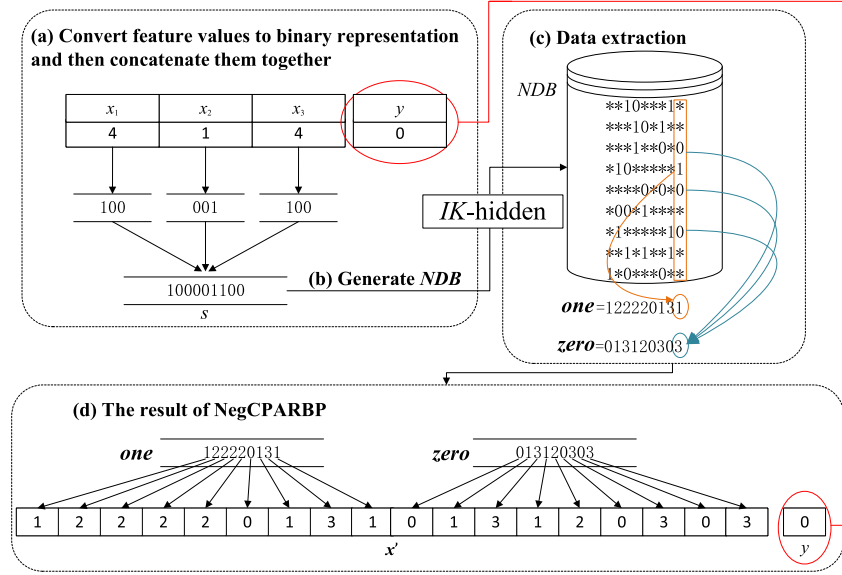 (a) Convert feature values to binary representation
and then concatenate them together
x₁ x₂ x₃ y
4 1 4 0
100 001 100
100001100
s
(b) Generate NDB
IK-hidden
(c) Data extraction
NDB
**10***1*
***10*1**
***1**0*0
*10*****1
****0*0*0
*00*1****
*1*****10
**1*1**1*
1*0***0**
one=122220131
zero=013120303
(d) The result of NegCPARBP
one 122220131 zero 013120303
1 2 2 2 2 0 1 3 1 0 1 3 1 2 0 3 0 3 0
x' y